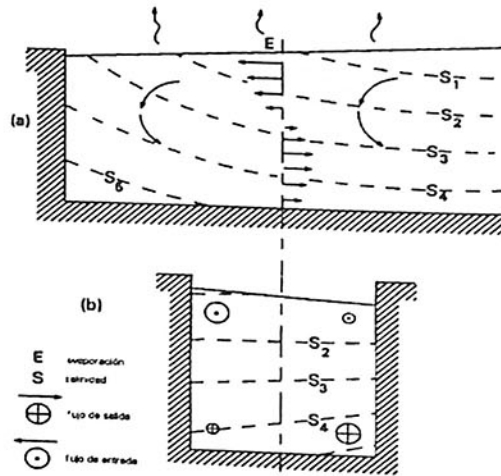 E
(a)
S1
S2
S3
S4
S5
(b)
S2
S3
S4
E evaporación
S salinidad
flujo de salida
flujo de entrada